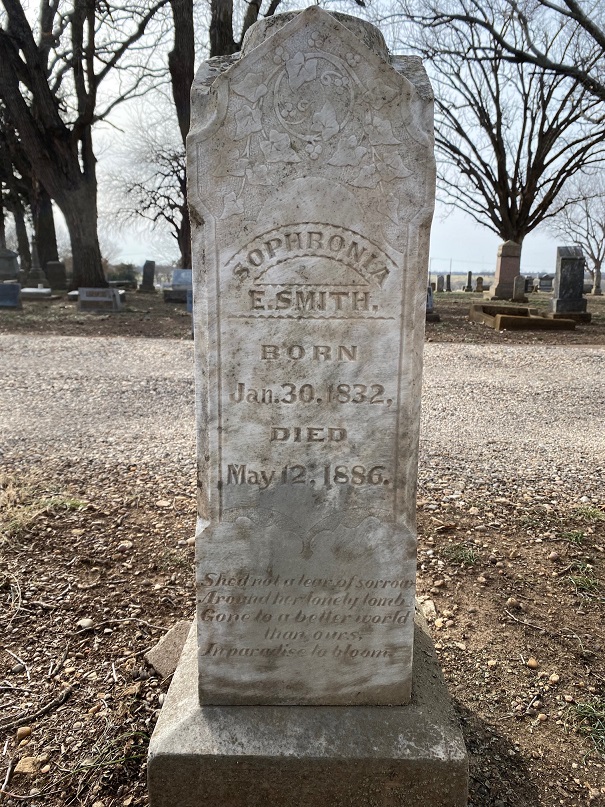 SOPHRONIA
E. SMITH.
BORN
Jan. 30, 1832,
DIED
May 12, 1886.
Shed not a tear of sorrow
Around her lonely tomb
Gone to a better world
than ours,
In paradise to bloom.